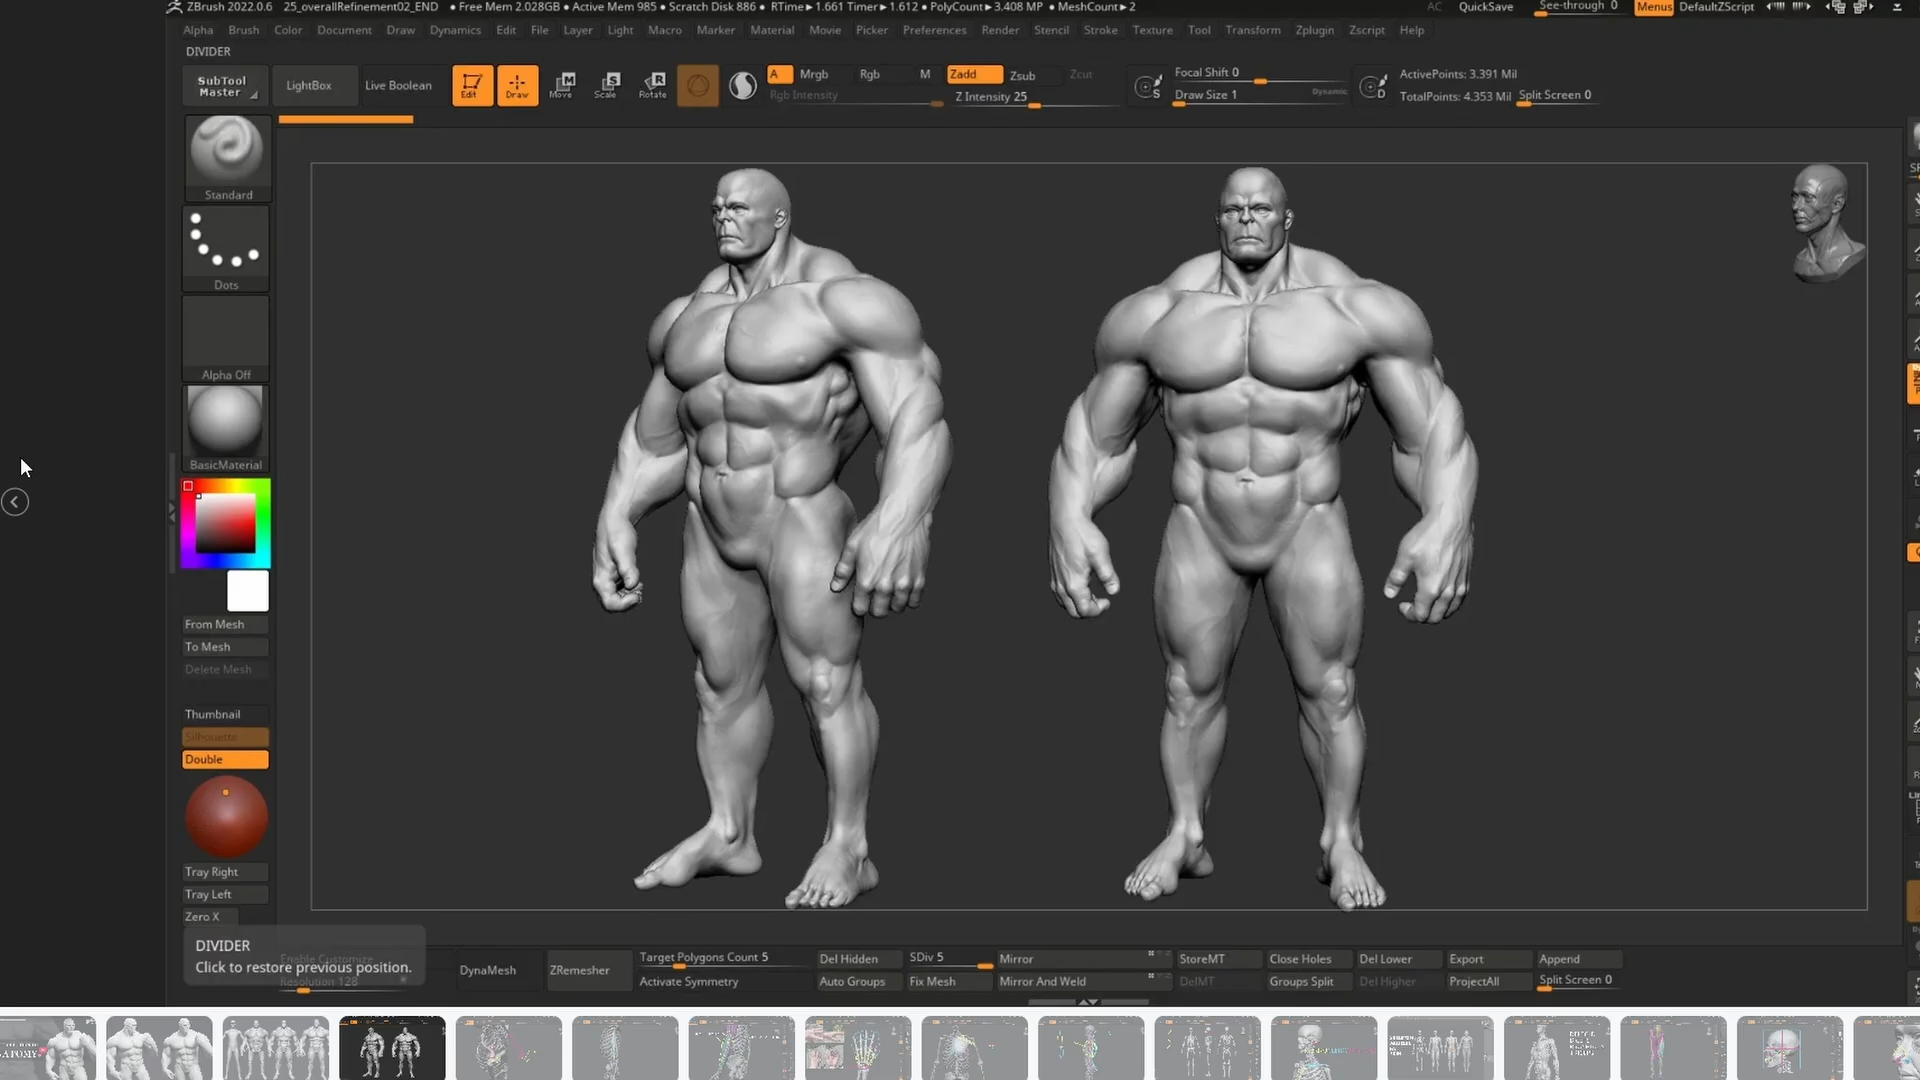 ZBrush 2022.0.6 25_overallRefinement02_END • Free Mem 2.028GB • Active Mem 985 • Scratch Disk 886 • RTime►1.661 Timer►1.612 • PolyCount►3.408 MP • MeshCount►2 AC QuickSave See-through 0 Menus DefaultZScript
Alpha Brush Color Document Draw Dynamics Edit File Layer Light Macro Marker Material Movie Picker Preferences Render Stencil Stroke Texture Tool Transform Zplugin Zscript Help
DIVIDER
SubTool Master
LightBox
Live Boolean
Edit
Draw
Move
Scale
Rotate
A Mrgb Rgb M Zadd Zsub Zcut
Rgb Intensity Z Intensity 25
Focal Shift 0
Draw Size 1 Dynamic
ActivePoints: 3.391 Mil
TotalPoints: 4.353 Mil Split Screen 0
Standard
Dots
Alpha Off
BasicMaterial
From Mesh
To Mesh
Delete Mesh
Thumbnail
Silhouette
Double
Tray Right
Tray Left
Zero X
DIVIDER
Click to restore previous position.
Enable Customize
Resolution 128
DynaMesh
ZRemesher
Target Polygons Count 5
Activate Symmetry
Del Hidden
Auto Groups
SDiv 5
Fix Mesh
Mirror
Mirror And Weld
StoreMT
DelMT
Close Holes
Groups Split
Del Lower
Del Higher
Export
ProjectAll
Append
Split Screen 0